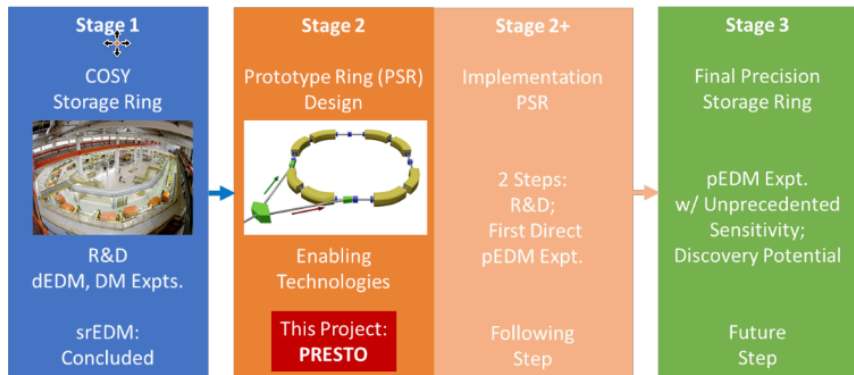 Stage 1
COSY
Storage Ring
R&D
dEDM, DM Expts.
srEDM:
Concluded
Stage 2
Prototype Ring (PSR)
Design
Enabling
Technologies
This Project:
PRESTO
Stage 2+
Implementation
PSR
2 Steps:
R&D;
First Direct
pEDM Expt.
Following
Step
Stage 3
Final Precision
Storage Ring
pEDM Expt.
w/ Unprecedented
Sensitivity;
Discovery Potential
Future
Step